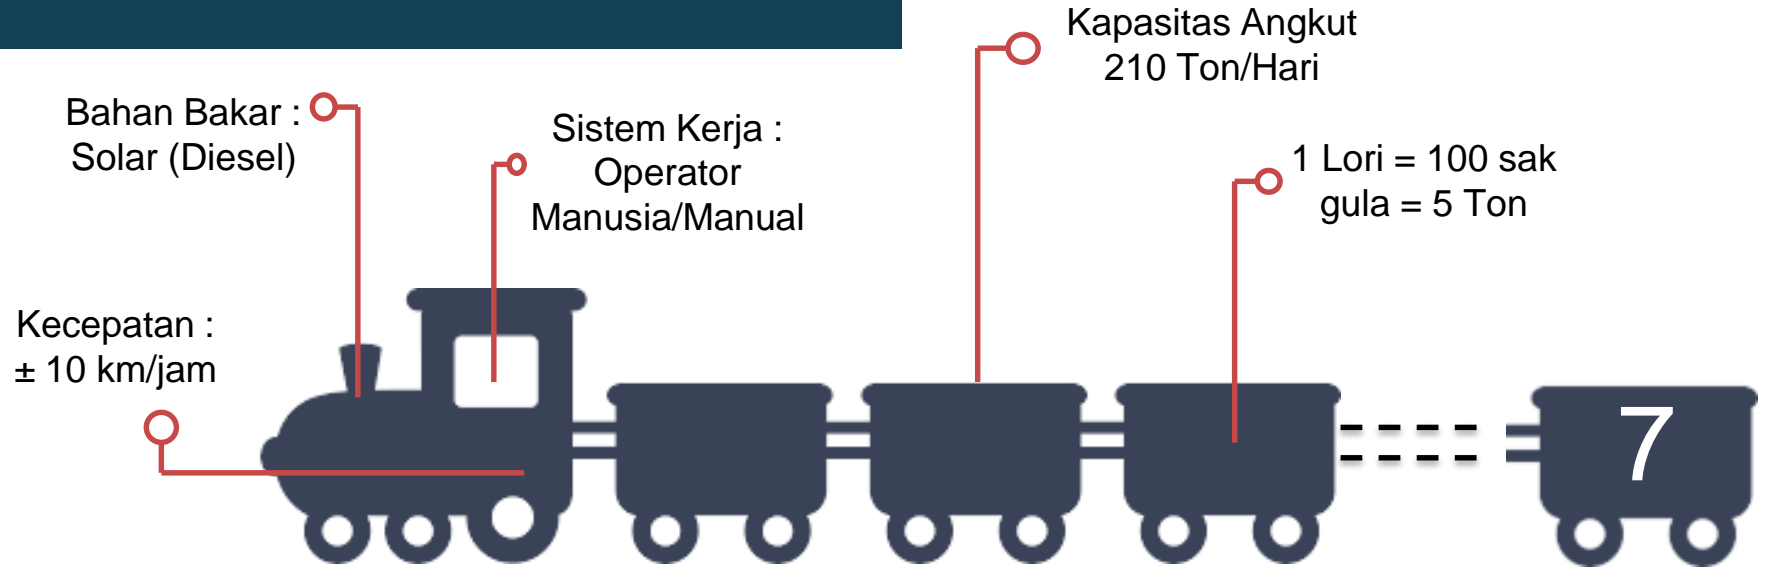 Kapasitas Angkut
210 Ton/Hari
Bahan Bakar :
Solar (Diesel)
Sistem Kerja :
Operator
Manusia/Manual
1 Lori = 100 sak
gula = 5 Ton
Kecepatan :
± 10 km/jam
7